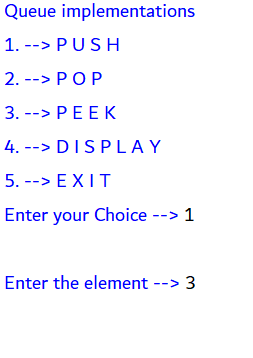 Queue implementations
1. --> P U S H
2. --> P O P
3. --> P E E K
4. --> D I S P L A Y
5. --> E X I T
Enter your Choice --> 1
Enter the element --> 3